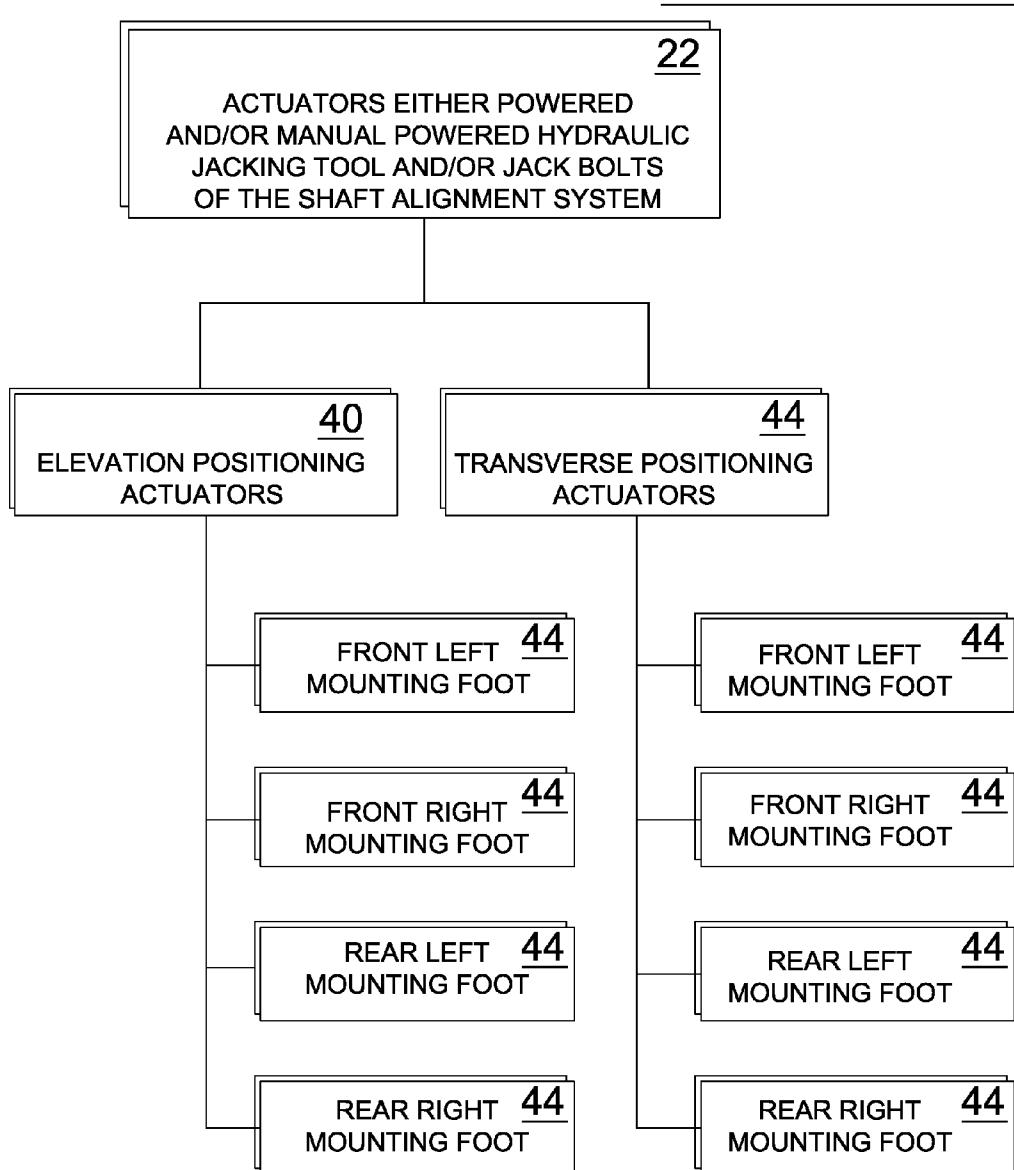 22
ACTUATORS EITHER POWERED
AND/OR MANUAL POWERED HYDRAULIC
JACKING TOOL AND/OR JACK BOLTS
OF THE SHAFT ALIGNMENT SYSTEM
40
ELEVATION POSITIONING
ACTUATORS
44
TRANSVERSE POSITIONING
ACTUATORS
44
FRONT LEFT
MOUNTING FOOT
44
FRONT RIGHT
MOUNTING FOOT
44
REAR LEFT
MOUNTING FOOT
44
REAR RIGHT
MOUNTING FOOT
44
FRONT LEFT
MOUNTING FOOT
44
FRONT RIGHT
MOUNTING FOOT
44
REAR LEFT
MOUNTING FOOT
44
REAR RIGHT
MOUNTING FOOT